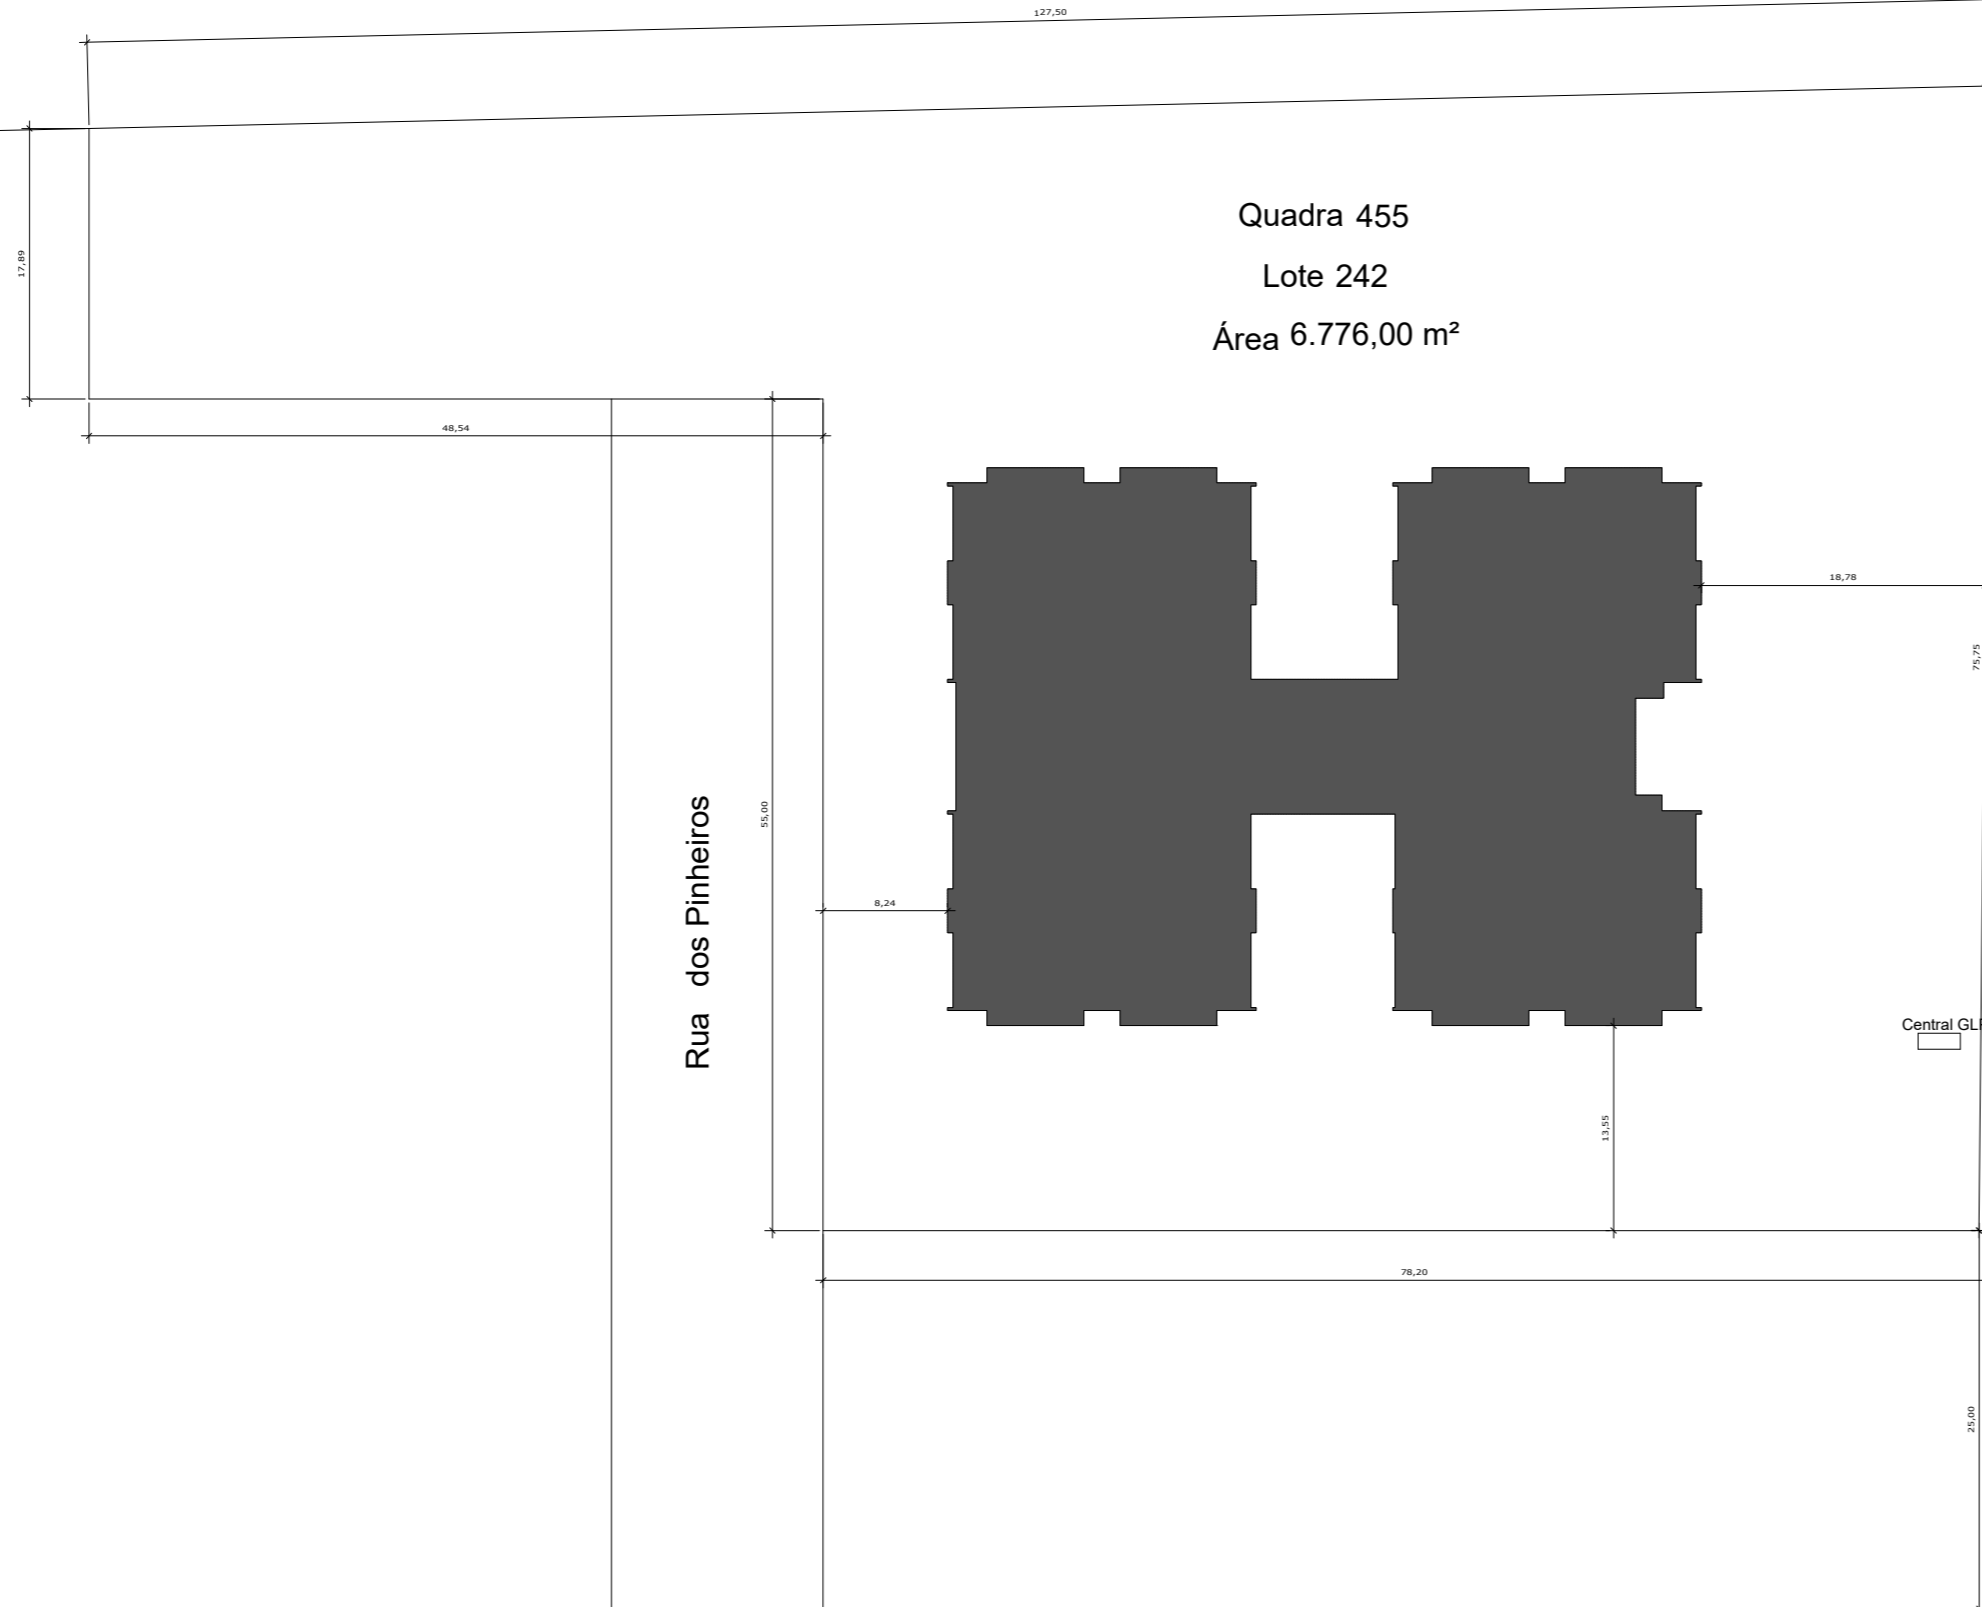 127,50
17,89
Quadra 455
Lote 242
Área 6.776,00 m²
48,54
18,78
75,75
55,00
Rua dos Pinheiros
8,24
Central GL
13,55
78,20
25,00